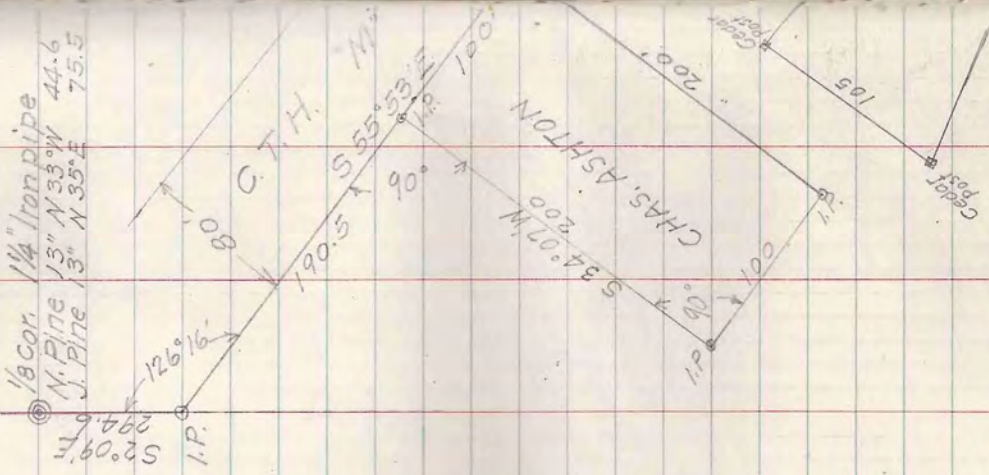 1/8 Cor. 1¼" Iron pipe
N. Pine 13" N 33° W 44.6
J. Pine 13" N 35° E 75.5
S 2° 09' E
294.6
I.P.
126° 16'
80'
C. T. H. M.
190.5
S 55° 53' E
I.P.
100'
90°
S 34° 07' W
200
CHAS. ASHTON
200'
90°
100
I.P.
I.P.
Cedar
post
105
Cedar
post